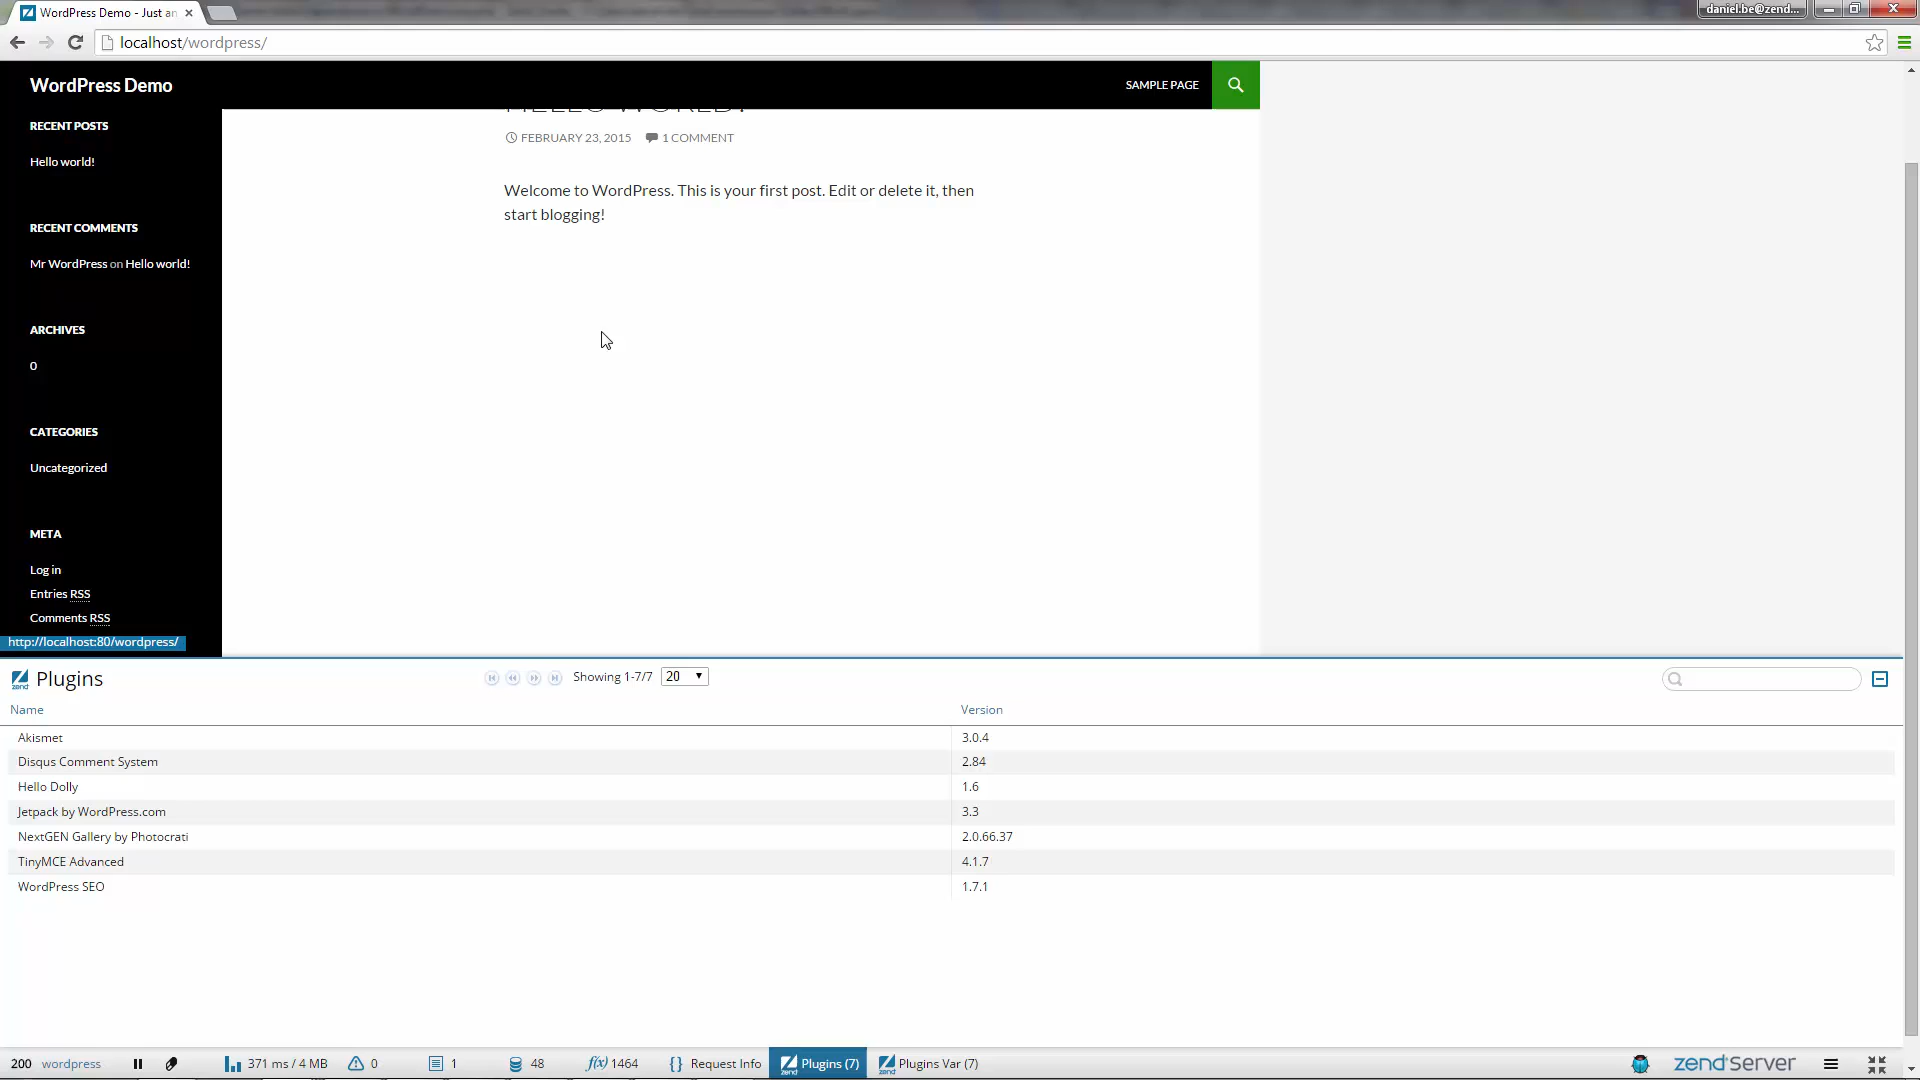 WordPress Demo - Just an
daniel.be@zend...
localhost/wordpress/
WordPress Demo
SAMPLE PAGE
HELLO WORLD!
RECENT POSTS
FEBRUARY 23, 2015
1 COMMENT
Hello world!
Welcome to WordPress. This is your first post. Edit or delete it, then
start blogging!
RECENT COMMENTS
Mr WordPress on Hello world!
ARCHIVES
0
CATEGORIES
Uncategorized
META
Log in
Entries RSS
Comments RSS
http://localhost:80/wordpress/
zend
Plugins
Showing 1-7/7
20
Name
Version
Akismet
3.0.4
Disqus Comment System
2.84
Hello Dolly
1.6
Jetpack by WordPress.com
3.3
NextGEN Gallery by Photocrati
2.0.66.37
TinyMCE Advanced
4.1.7
WordPress SEO
1.7.1
200 wordpress
371 ms / 4 MB
0
1
48
f(x) 1464
{ } Request Info
zend Plugins (7)
zend Plugins Var (7)
zendServer